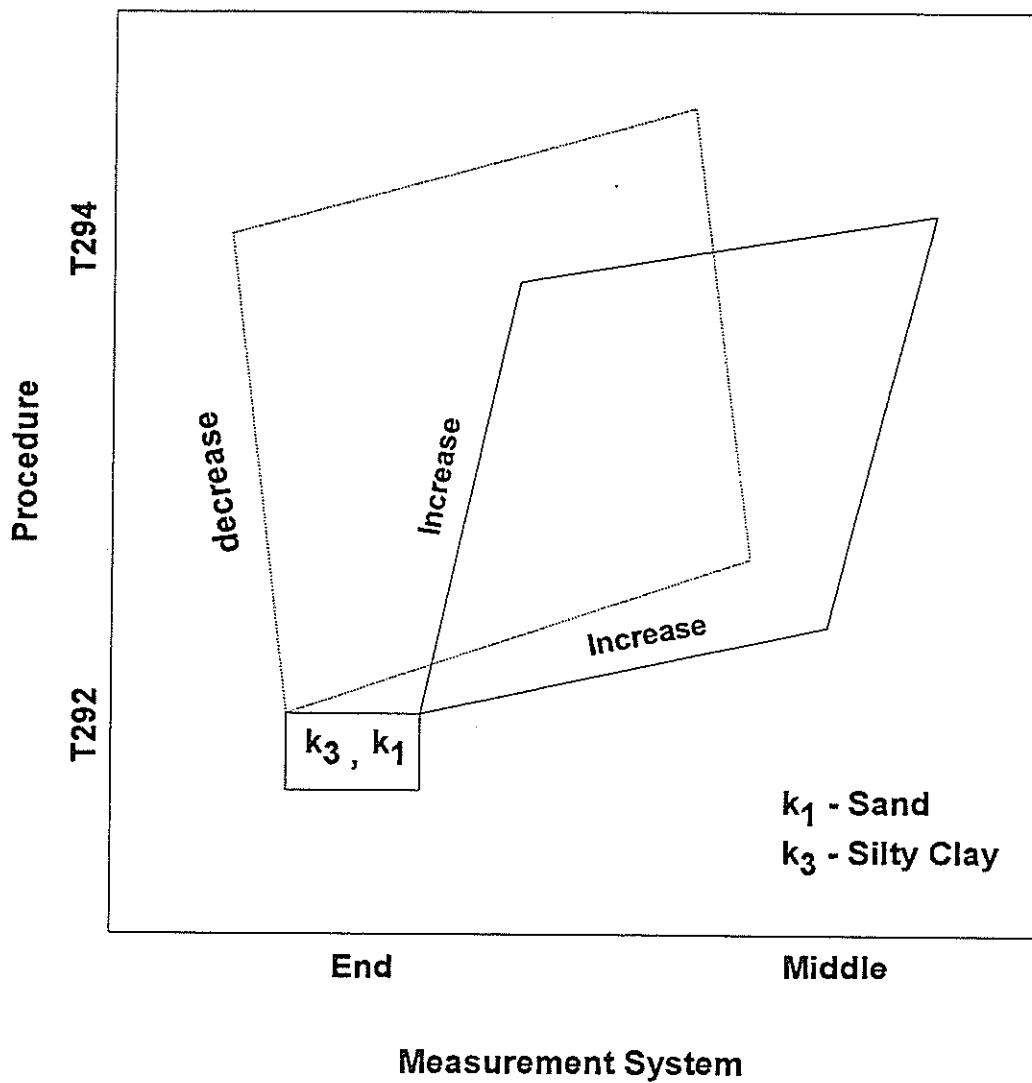 T294
Procedure
T292
decrease
Increase
Increase
k3 , k1
k1 - Sand
k3 - Silty Clay
End Middle
Measurement System